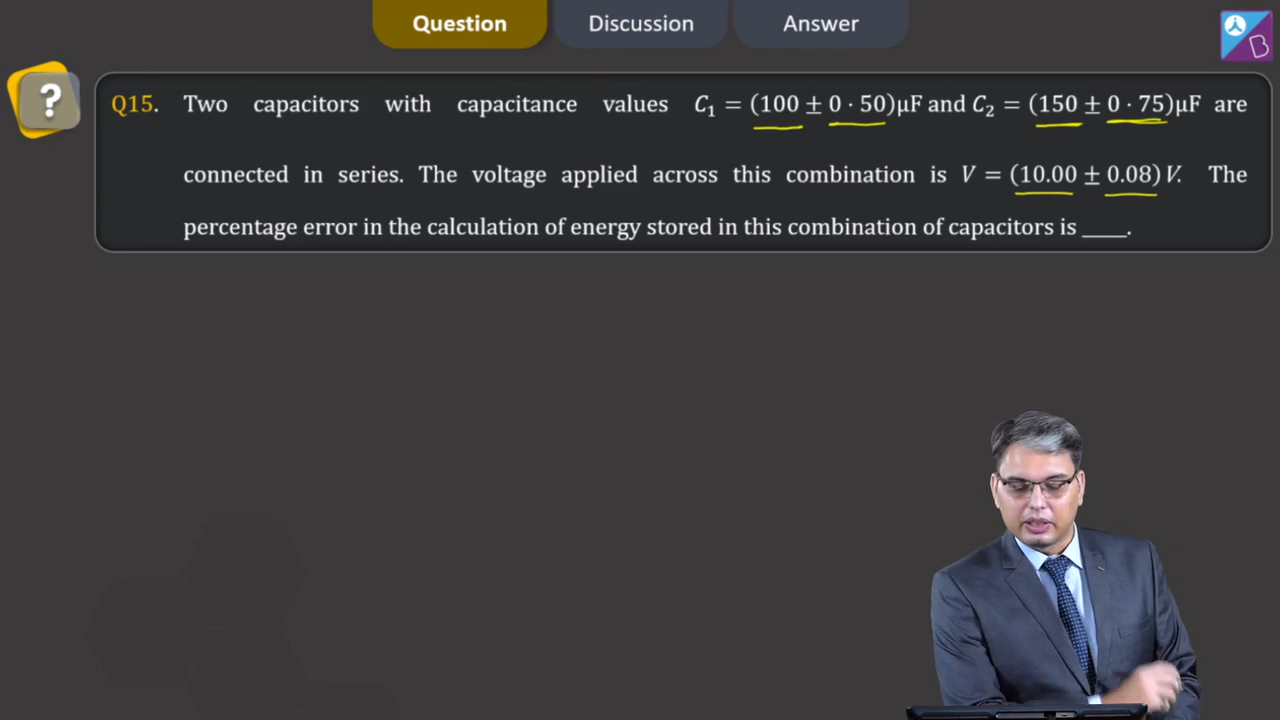 Question
Discussion
Answer
B
?
Q15. Two capacitors with capacitance values C₁ = (100 ± 0 · 50)μF and C₂ = (150 ± 0 · 75)μF are
connected in series. The voltage applied across this combination is V = (10.00 ± 0.08) V. The
percentage error in the calculation of energy stored in this combination of capacitors is _____.